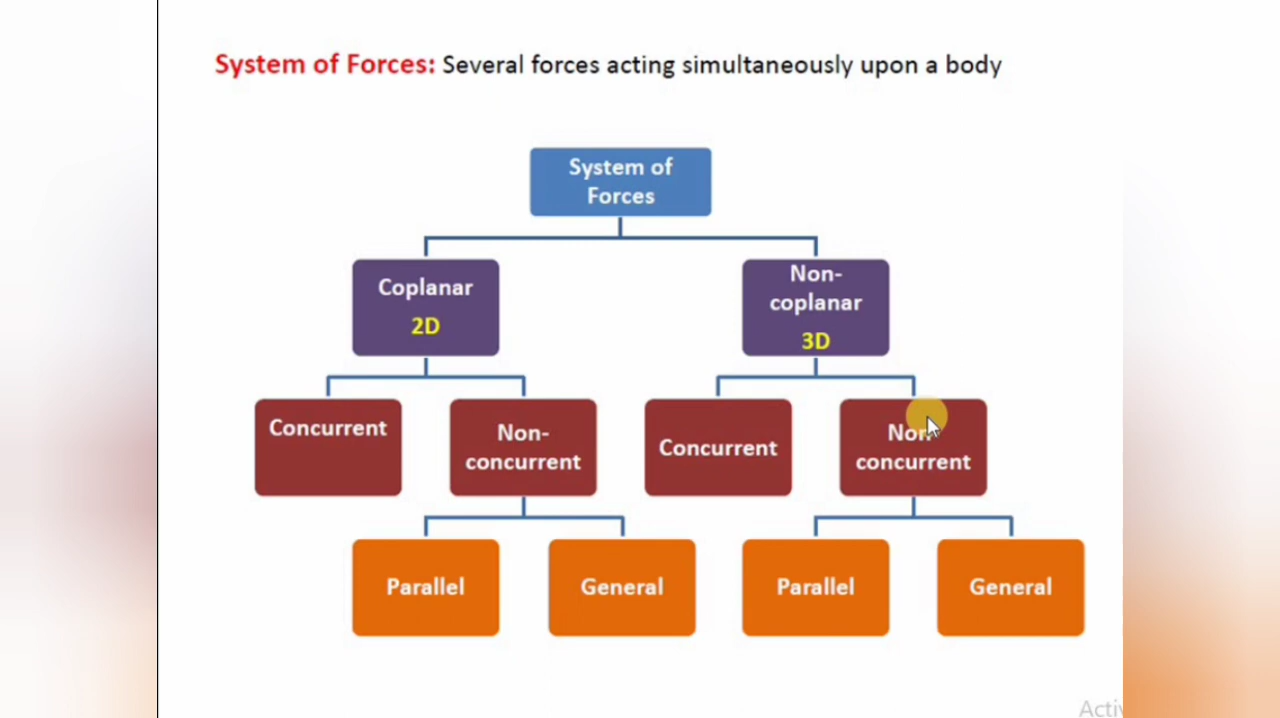 System of Forces: Several forces acting simultaneously upon a body
System of
Forces
Coplanar
2D
Non-
coplanar
3D
Concurrent
Non-
concurrent
Concurrent
Non-
concurrent
Parallel
General
Parallel
General